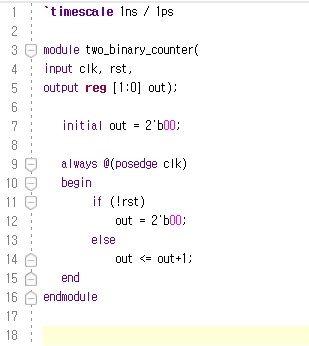 1 `timescale 1ns / 1ps
2
3 module two_binary_counter(
4 input clk, rst,
5 output reg [1:0] out);
6
7 initial out = 2'b00;
8
9 always @(posedge clk)
10 begin
11 if (!rst)
12 out = 2'b00;
13 else
14 out <= out+1;
15 end
16 endmodule
17
18